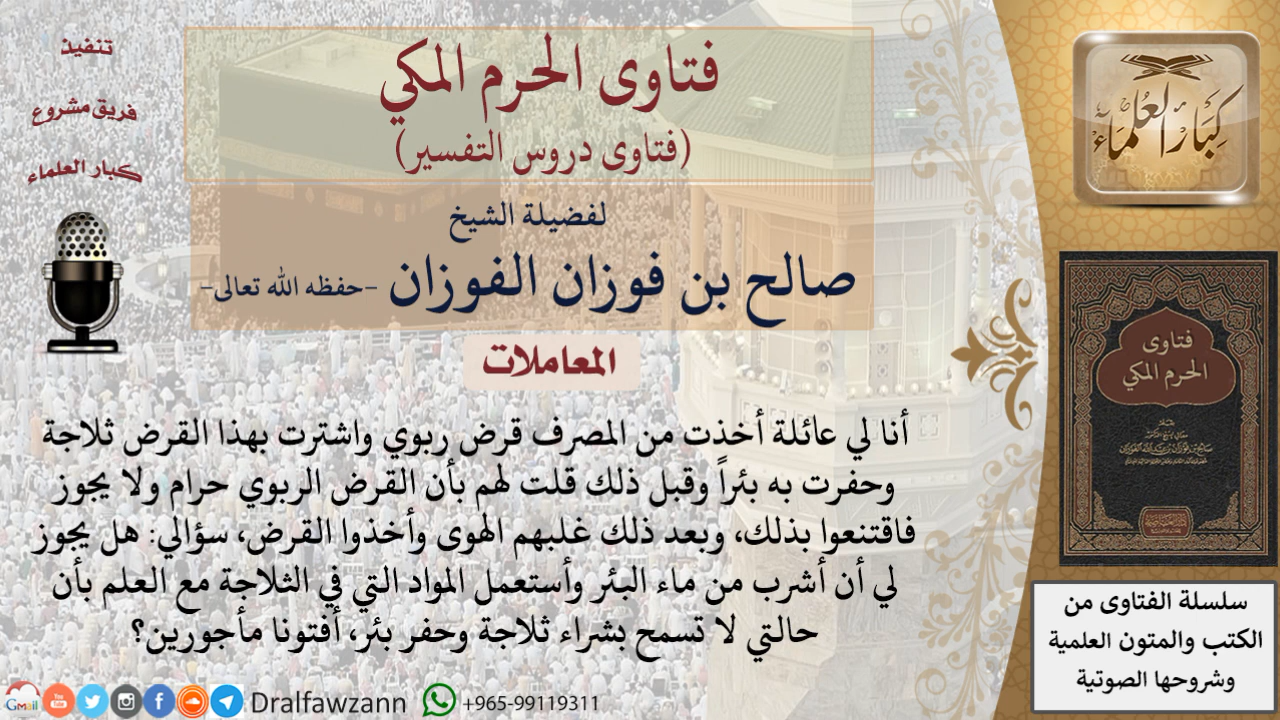 تنفيذ
فريق مشروع
كبار العلماء
فتاوى الحرم المكي
(فتاوى دروس التفسير)
لفضيلة الشيخ
صالح بن فوزان الفوزان -حفظه الله تعالى-
المعاملات
أنا لي عائلة أخذت من المصرف قرض ربوي واشترت بهذا القرض ثلاجة
وحفرت به بئراً وقبل ذلك قلت لهم بأن القرض الربوي حرام ولا يجوز
فاقتنعوا بذلك، وبعد ذلك غلبهم الهوى وأخذوا القرض، سؤالي: هل يجوز
لي أن أشرب من ماء البئر وأستعمل المواد التي في الثلاجة مع العلم بأن
حالتي لا تسمح بشراء ثلاجة وحفر بئر، أفتونا مأجورين؟
كبار العلماء
فتاوى
الحرم المكي
سلسلة الفتاوى من
الكتب والمتون العلمية
وشروحها الصوتية
Gmail
You Tube
Dralfawzann
+965-99119311